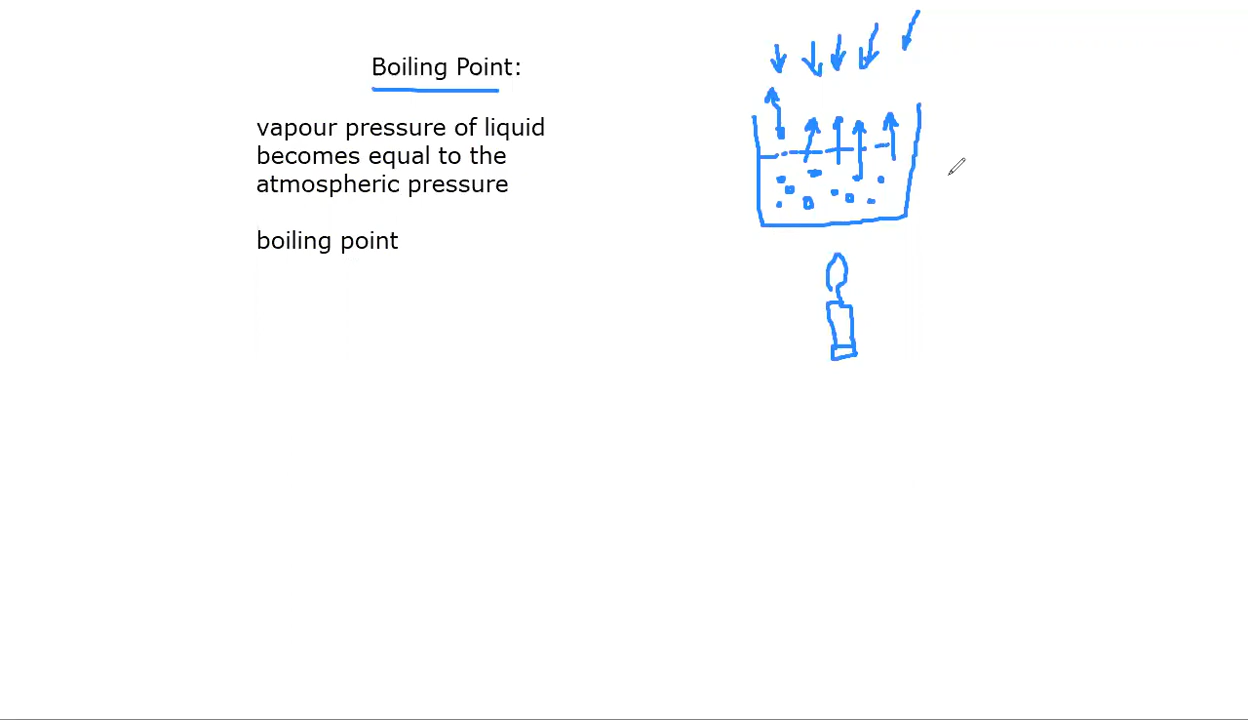 Boiling Point:
vapour pressure of liquid
becomes equal to the
atmospheric pressure
boiling point